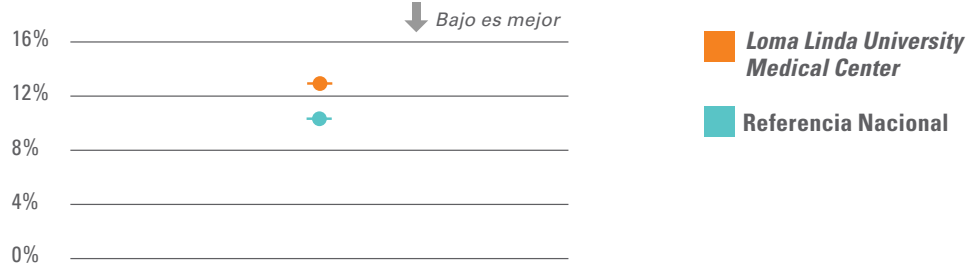 Bajo es mejor
16%
12%
8%
4%
0%
Loma Linda University
Medical Center
Referencia Nacional